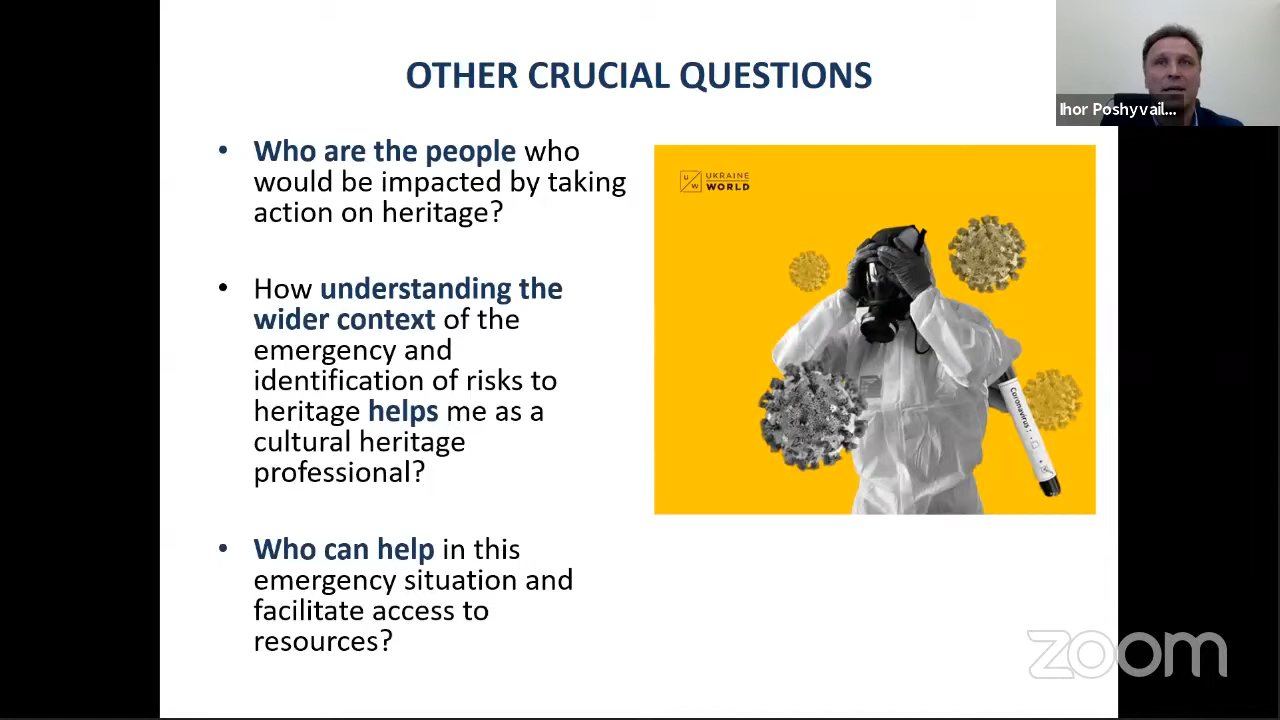 OTHER CRUCIAL QUESTIONS
Ihor Poshyvail...
• Who are the people who
would be impacted by taking
action on heritage?
• How understanding the
wider context of the
emergency and
identification of risks to
heritage helps me as a
cultural heritage
professional?
• Who can help in this
emergency situation and
facilitate access to
resources?
U
W
UKRAINE
WORLD
Coronavirus:
zoom